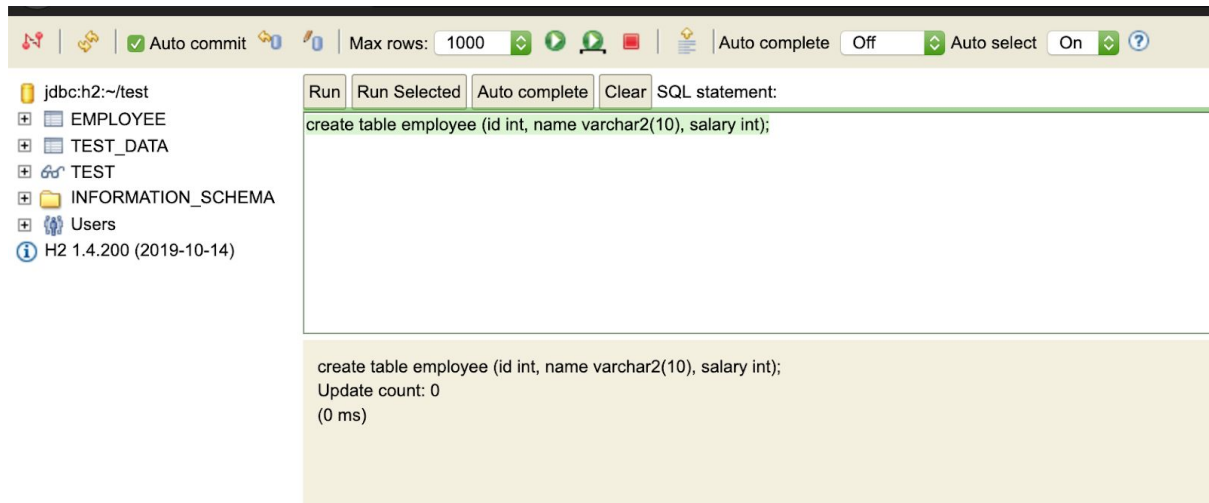 Auto commit Max rows: 1000 Auto complete Off Auto select On ?
jdbc:h2:~/test
EMPLOYEE
TEST_DATA
TEST
INFORMATION_SCHEMA
Users
H2 1.4.200 (2019-10-14)
Run Run Selected Auto complete Clear SQL statement:
create table employee (id int, name varchar2(10), salary int);
create table employee (id int, name varchar2(10), salary int);
Update count: 0
(0 ms)